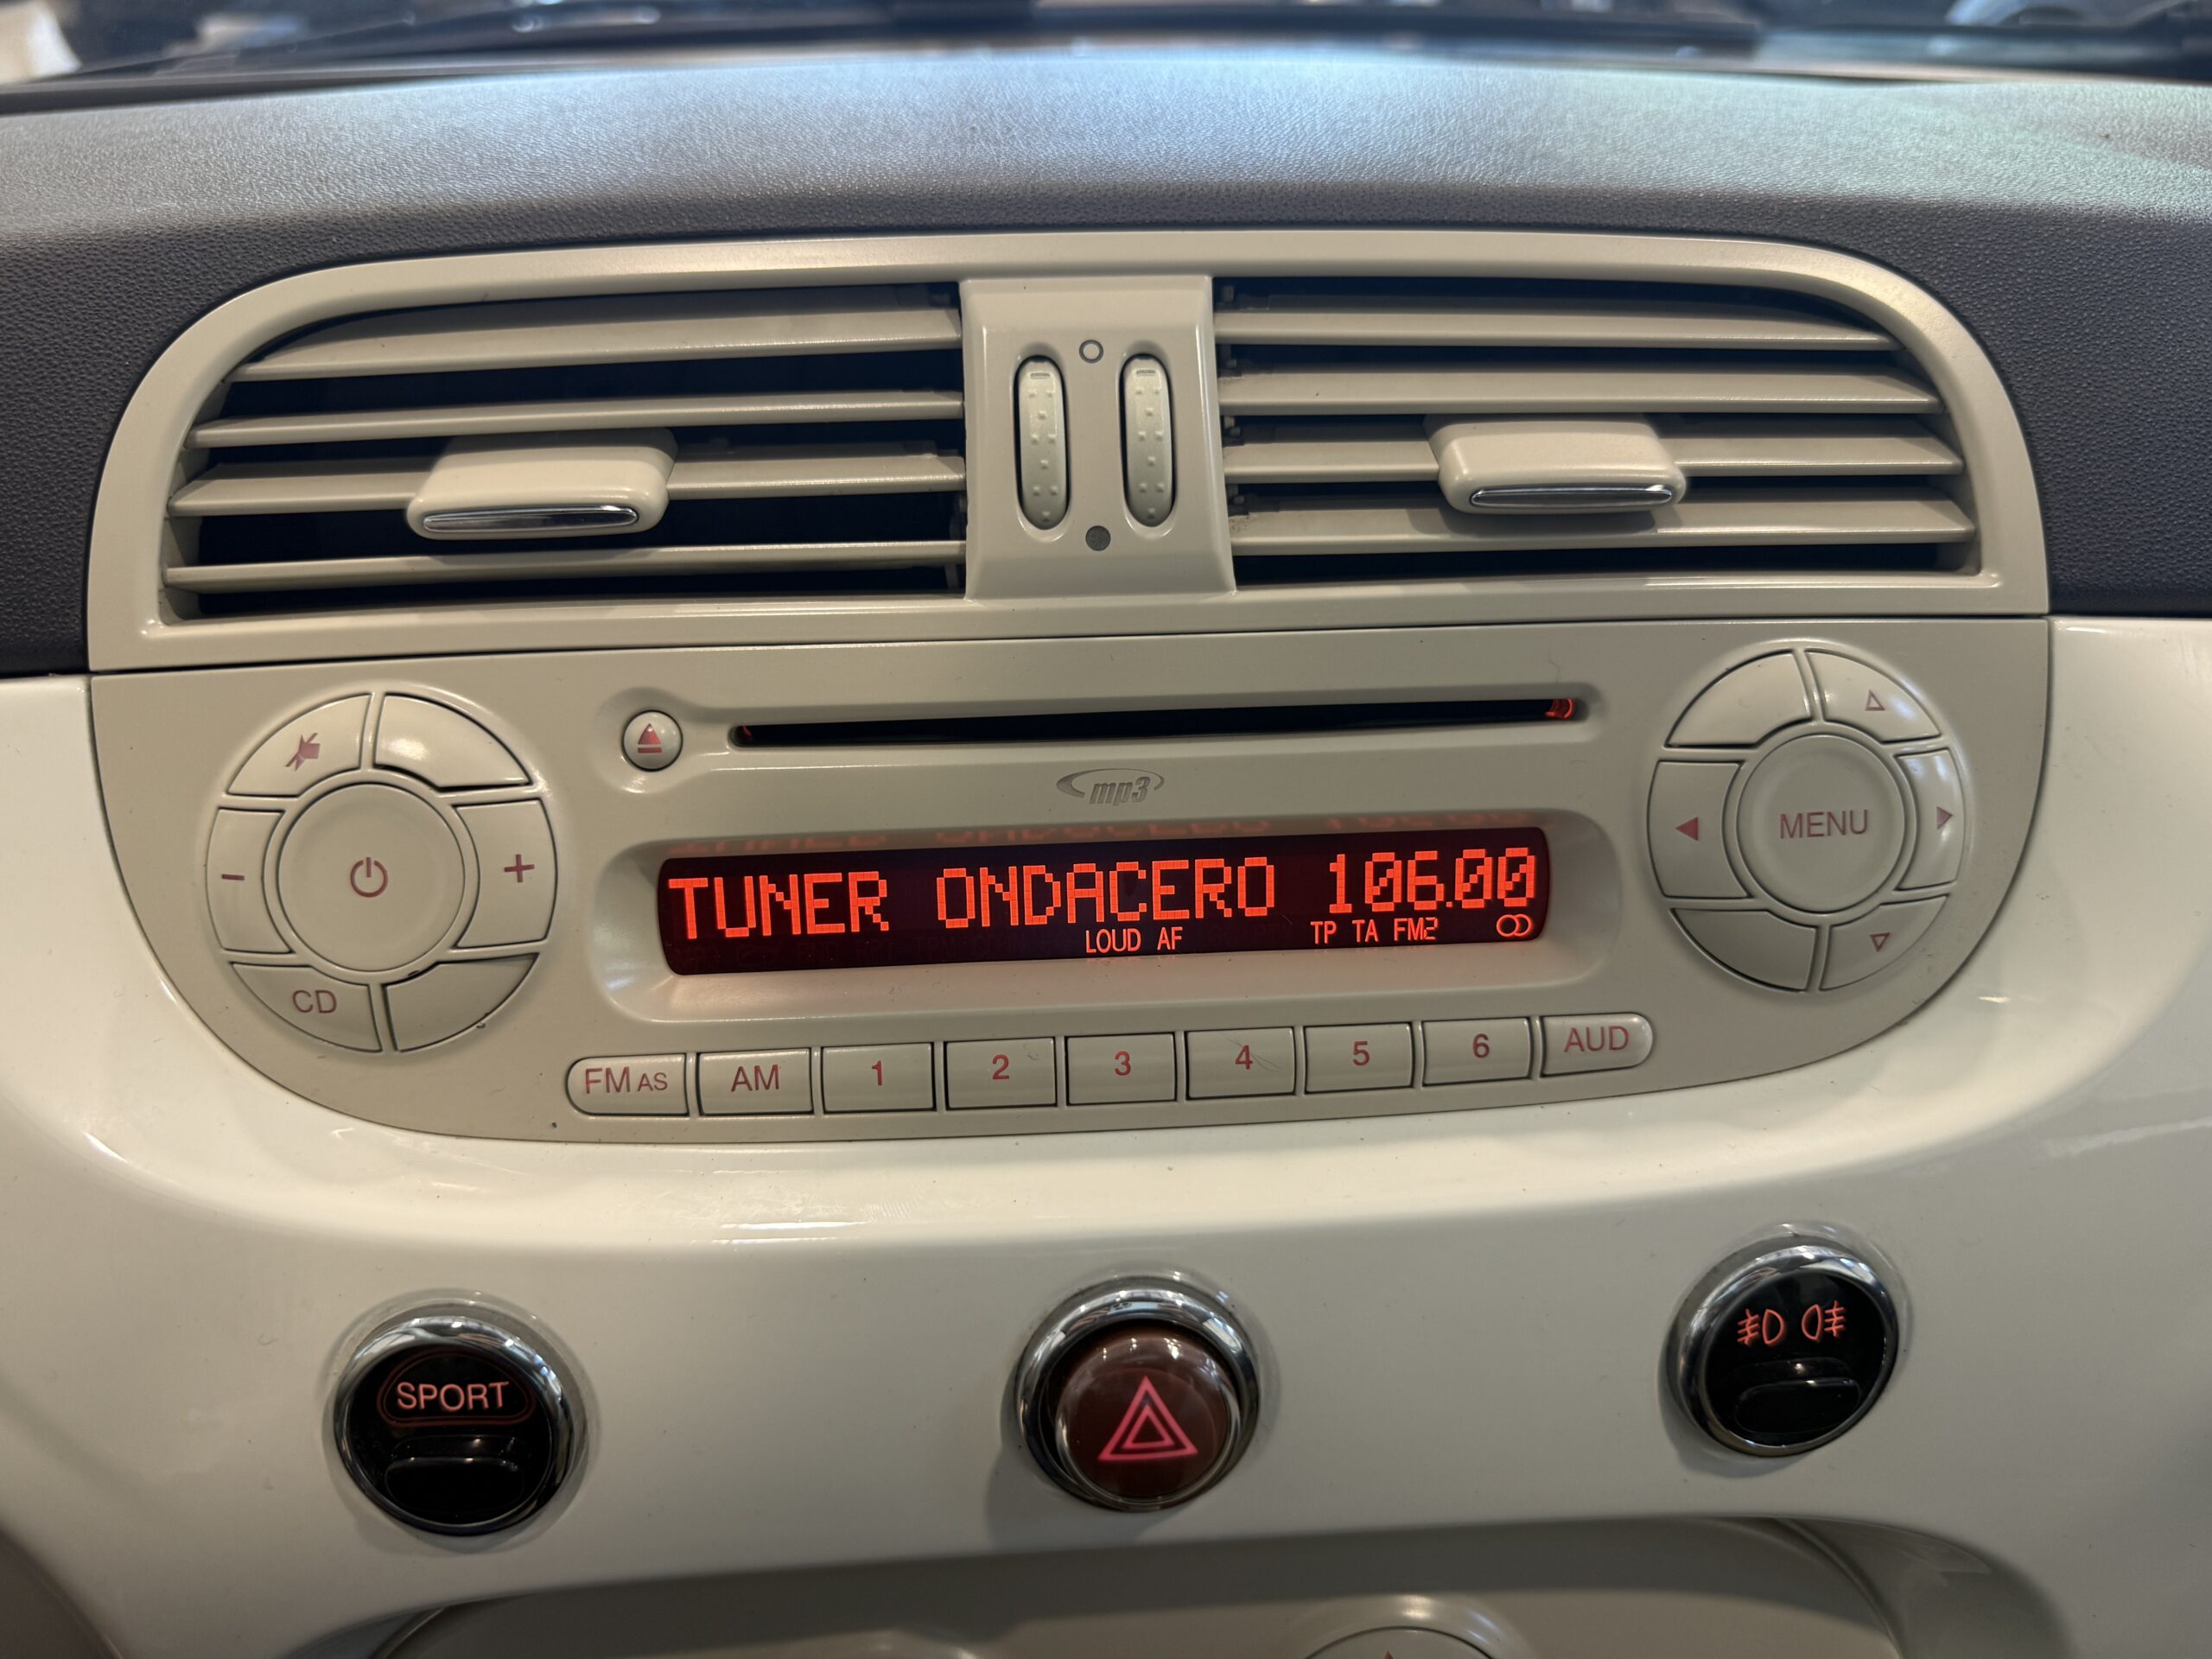 mp3
TUNER ONDACERO 106.00
LOUD AF TP TA FM2
MENU
CD
FM AS AM 1 2 3 4 5 6 AUD
SPORT